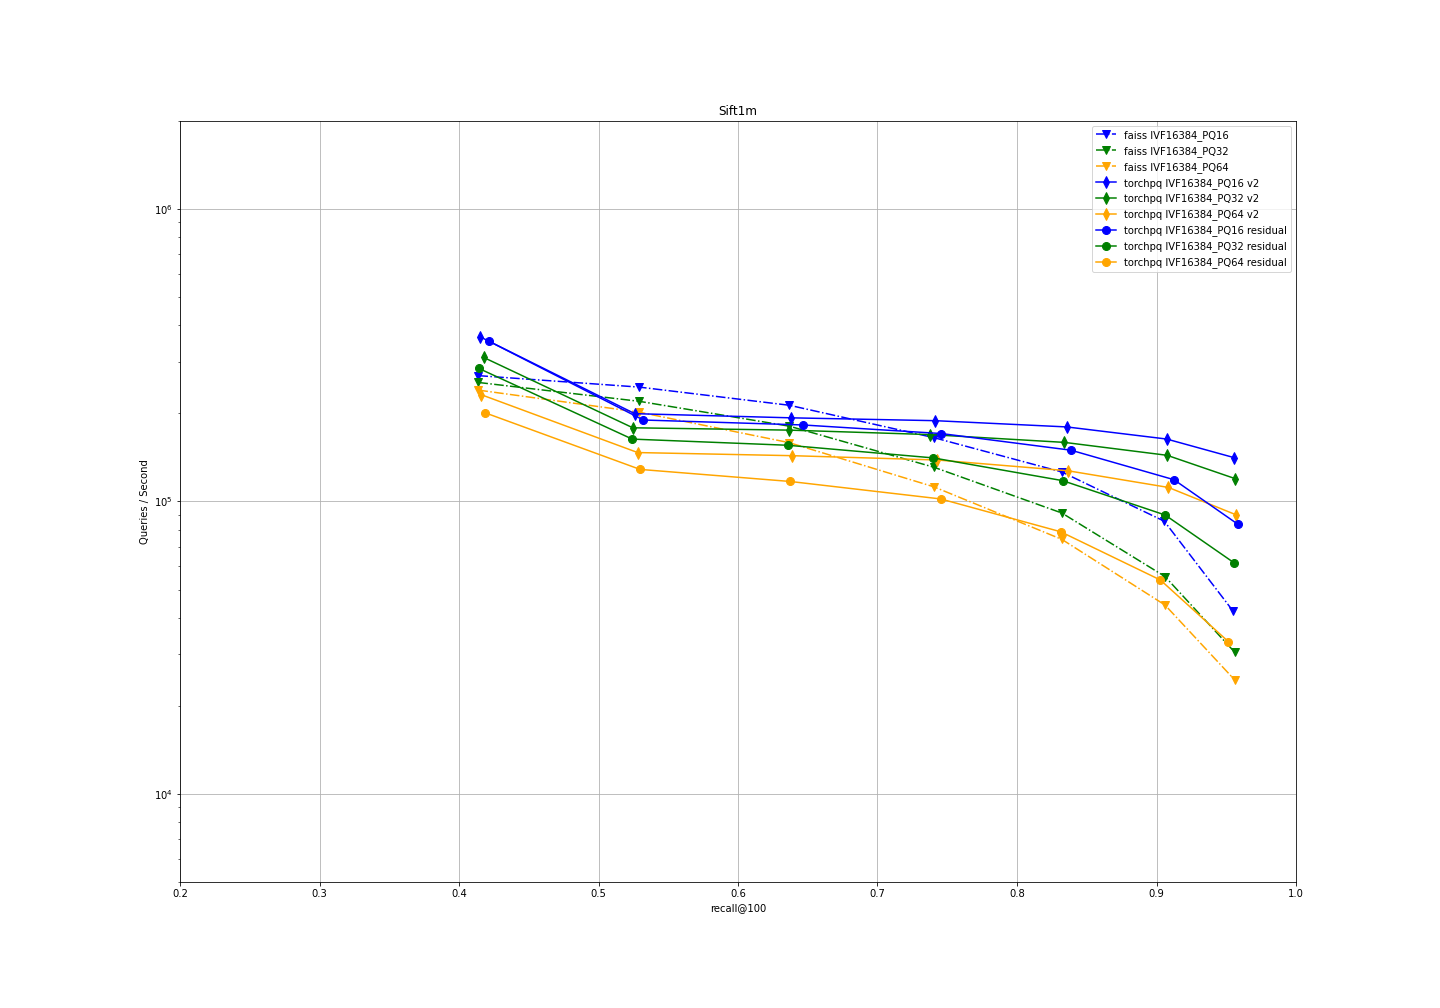 Sift1m
faiss IVF16384_PQ16
faiss IVF16384_PQ32
faiss IVF16384_PQ64
torchpq IVF16384_PQ16 v2
torchpq IVF16384_PQ32 v2
torchpq IVF16384_PQ64 v2
torchpq IVF16384_PQ16 residual
torchpq IVF16384_PQ32 residual
torchpq IVF16384_PQ64 residual
10⁶
10⁵
10⁴
Queries / Second
0.2 0.3 0.4 0.5 0.6 0.7 0.8 0.9 1.0
recall@100